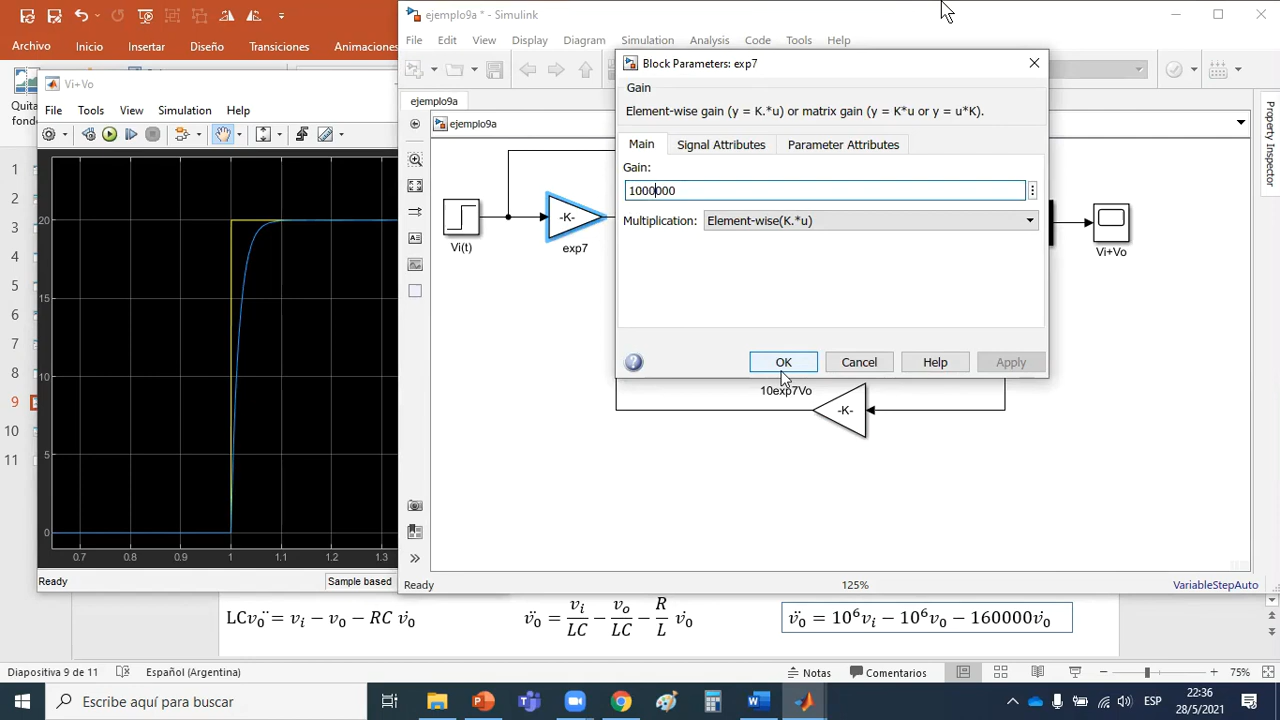 ejemplo9a * - Simulink
Archivo Inicio Insertar Diseño Transiciones Animaciones
File Edit View Display Diagram Simulation Analysis Code Tools Help
Quita
fond
1
2
3
4
5
6
7
8
9
10
11
Vi+Vo
File Tools View Simulation Help
20
15
10
5
0
0.7 0.8 0.9 1 1.1 1.2 1.3
Ready Sample based
ejemplo9a
ejemplo9a
Vi(t)
-K-
exp7
Vi+Vo
10exp7Vo
-K-
Property Inspector
Block Parameters: exp7
Gain
Element-wise gain (y = K.*u) or matrix gain (y = K*u or y = u*K).
Main Signal Attributes Parameter Attributes
Gain:
1000000
Multiplication: Element-wise(K.*u)
OK Cancel Help Apply
Ready 125% VariableStepAuto
LCv̈₀ = vᵢ − v₀ − RC v̇₀
v̈₀ = vᵢ/LC − vₒ/LC − R/L v̇₀
v̈₀ = 10⁶vᵢ − 10⁶v₀ − 160000v̇₀
Diapositiva 9 de 11 Español (Argentina) Notas Comentarios 75%
Escribe aquí para buscar
ESP
22:36
28/5/2021